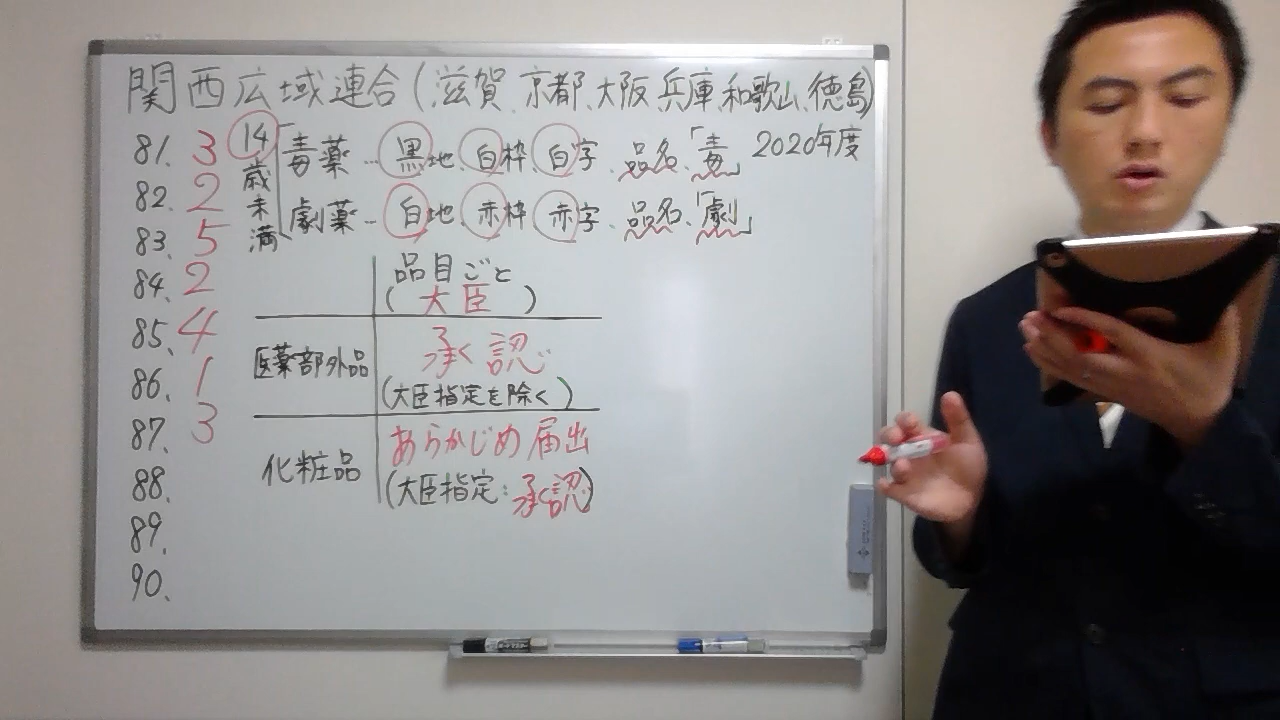 関西広域連合(滋賀、京都、大阪、兵庫、和歌山、徳島)
2020年度
81. 3
82. 2
83. 5
84. 2
85. 4
86. 1
87. 3
88.
89.
90.
14歳未満
毒薬…黒地、白枠、白字、品名、「毒」
劇薬…白地、赤枠、赤字、品名、「劇」
品目ごと
(大臣)
医薬部外品
承認
(大臣指定を除く)
化粧品
あらかじめ届出
(大臣指定:承認)